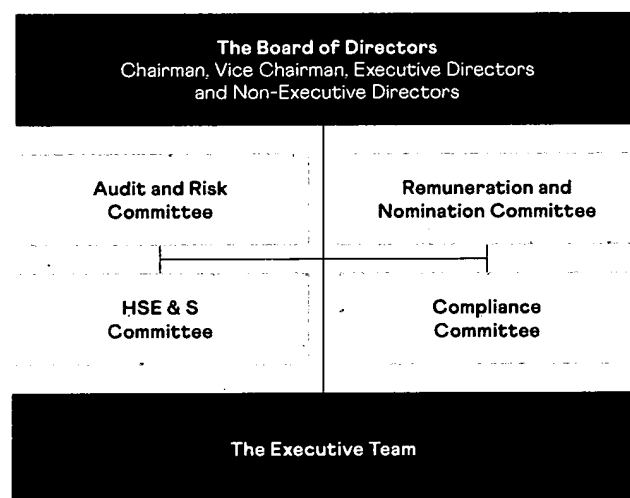 The Board of Directors
Chairman, Vice Chairman, Executive Directors
and Non-Executive Directors
Audit and Risk
Committee
Remuneration and
Nomination Committee
HSE & S
Committee
Compliance
Committee
The Executive Team